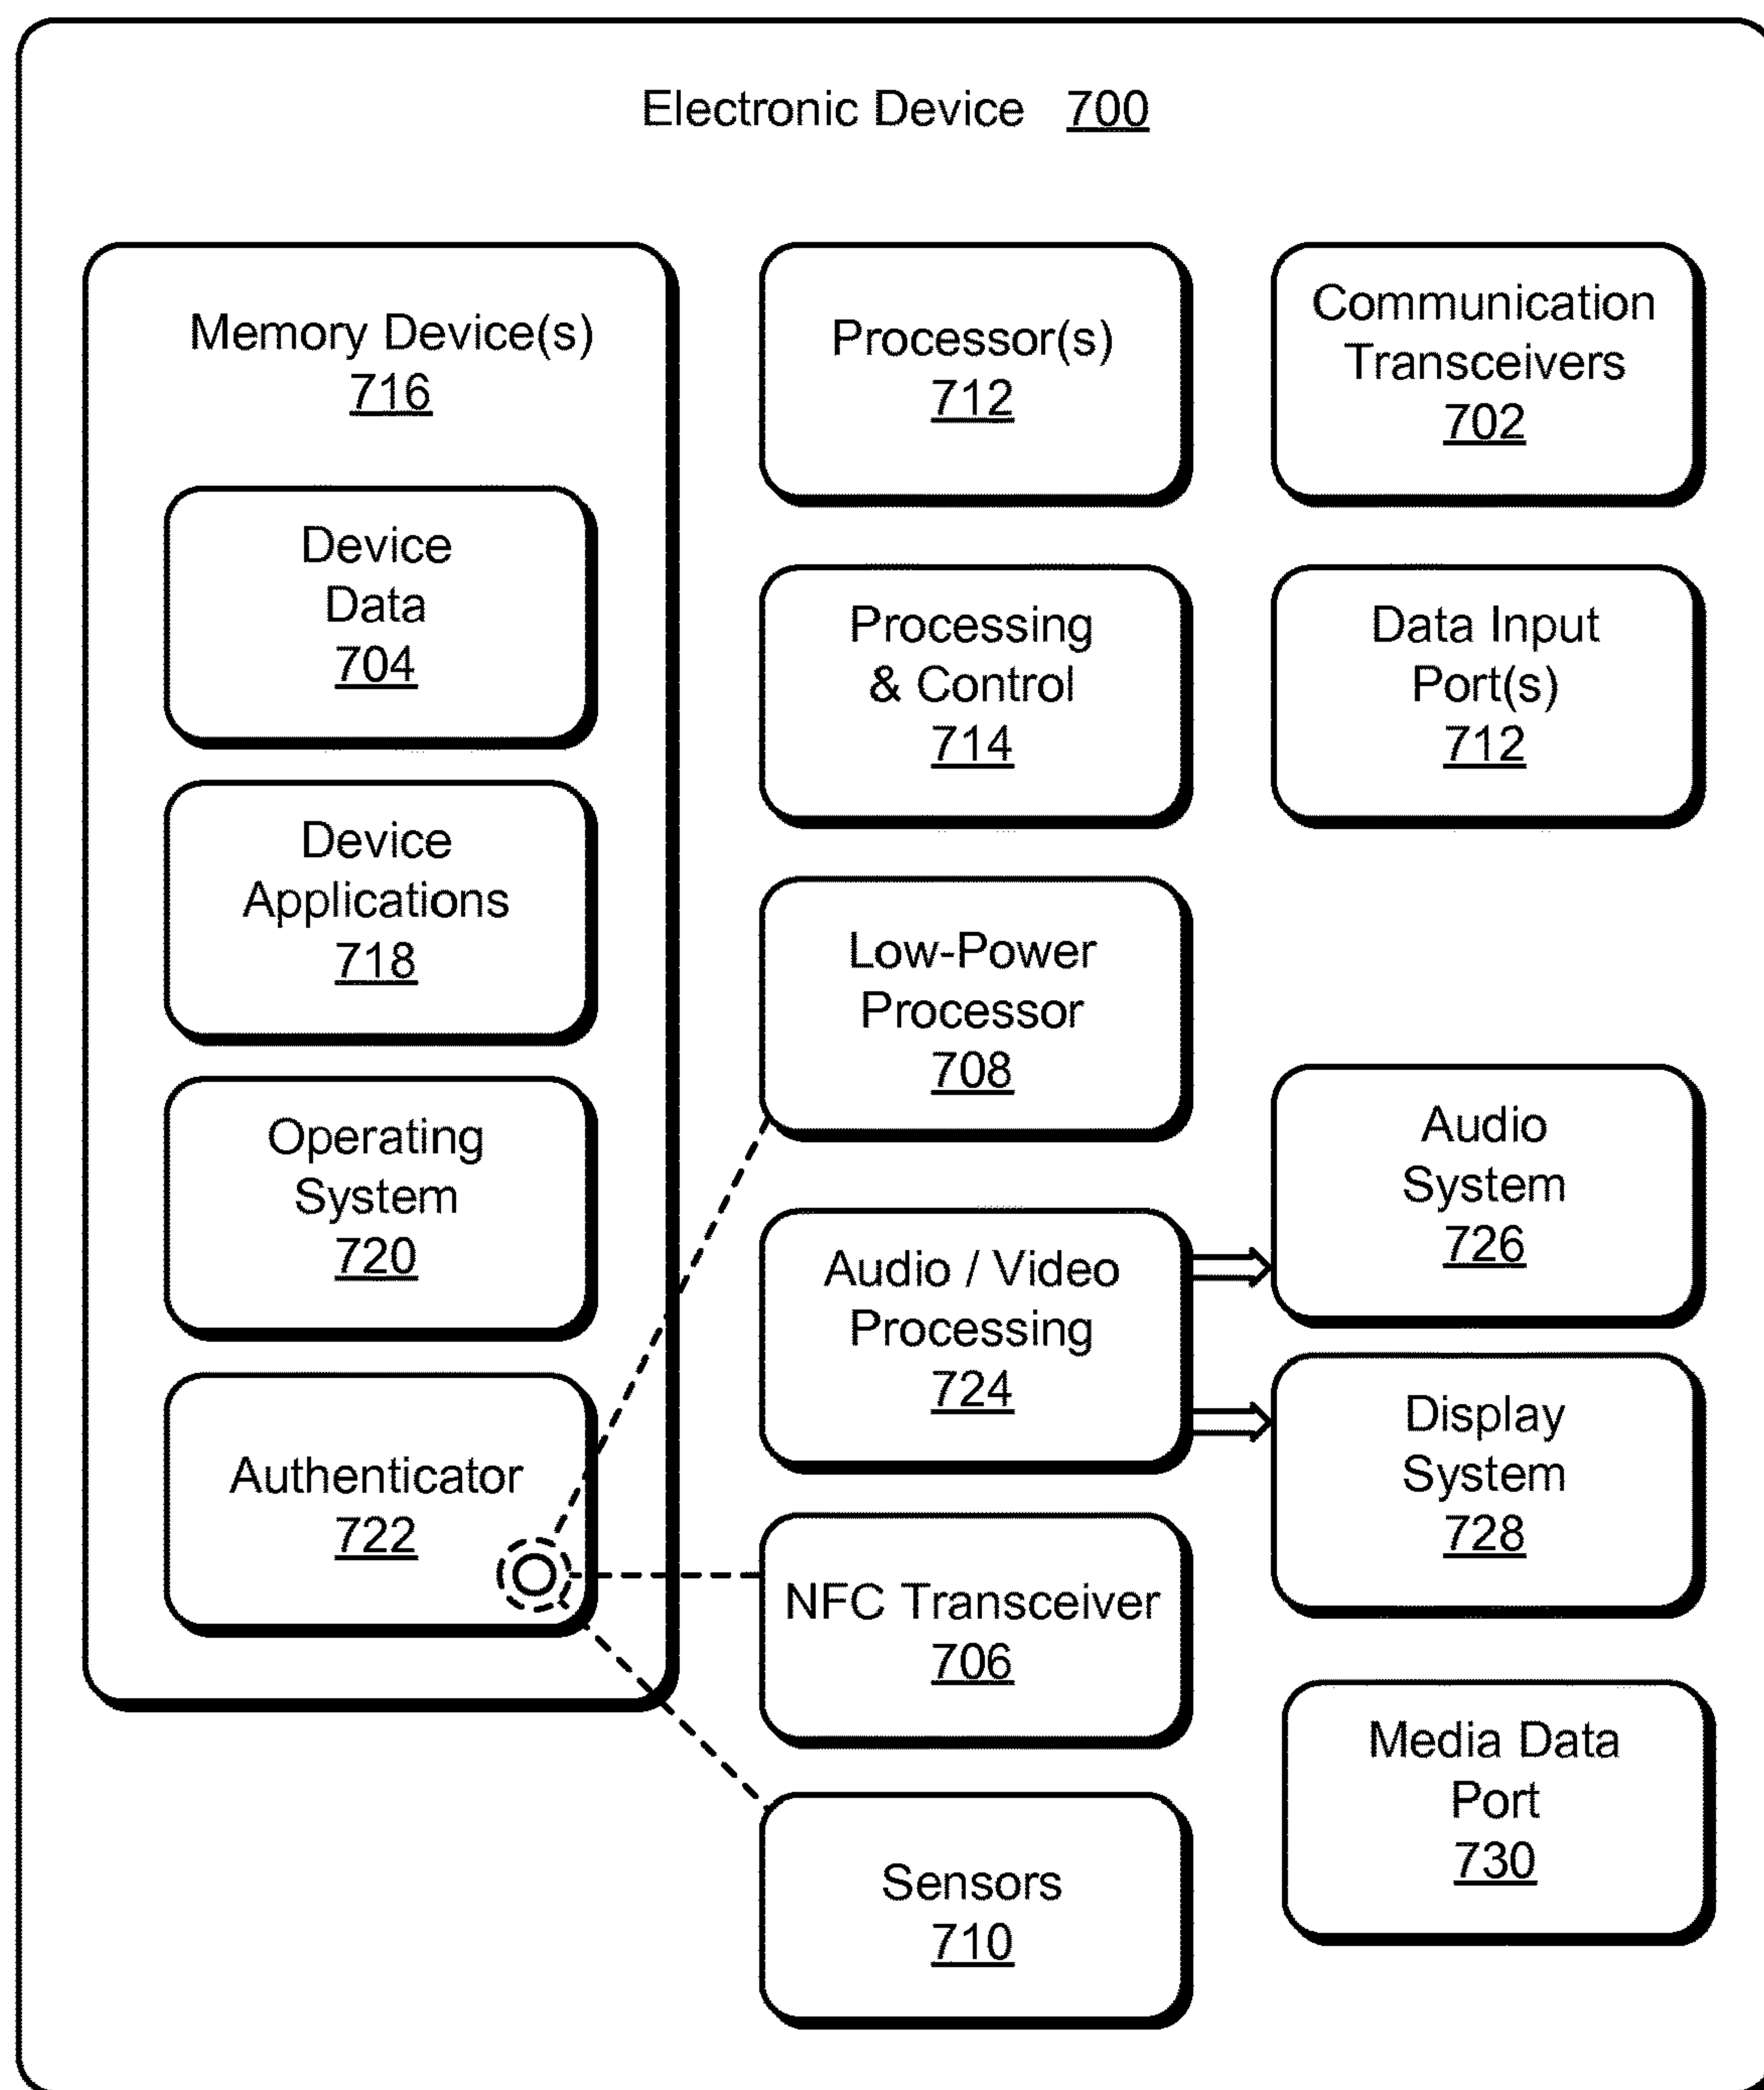 Electronic Device 700
Memory Device(s)
716
Device
Data
704
Device
Applications
718
Operating
System
720
Authenticator
722
Processor(s)
712
Processing
& Control
714
Low-Power
Processor
708
Audio / Video
Processing
724
NFC Transceiver
706
Sensors
710
Communication
Transceivers
702
Data Input
Port(s)
712
Audio
System
726
Display
System
728
Media Data
Port
730